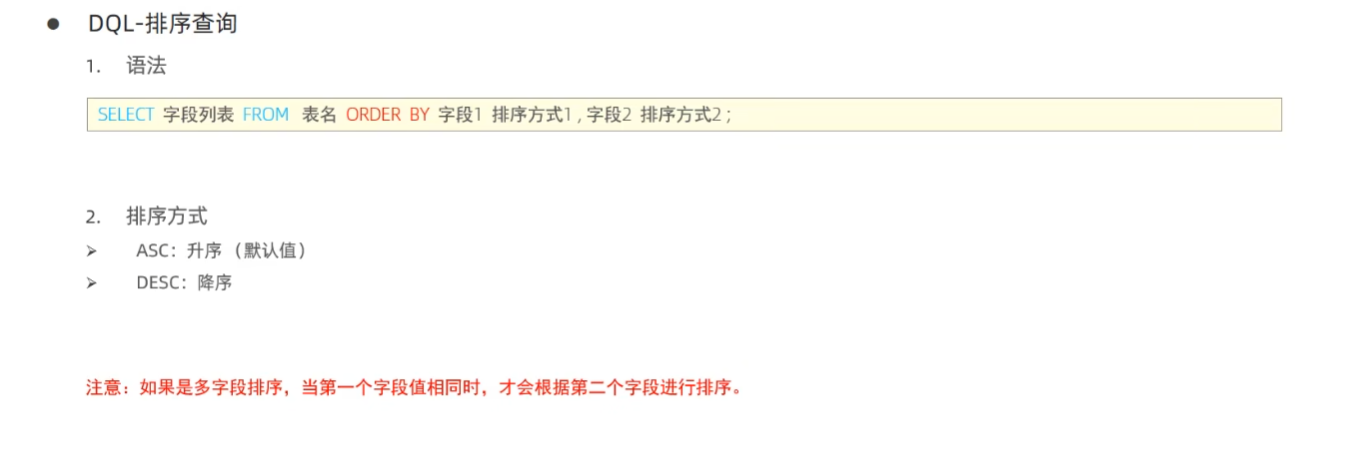 ● DQL-排序查询
1. 语法
SELECT 字段列表 FROM 表名 ORDER BY 字段1 排序方式1 , 字段2 排序方式2 ;
2. 排序方式
➢ ASC：升序（默认值）
➢ DESC：降序
注意：如果是多字段排序，当第一个字段值相同时，才会根据第二个字段进行排序。